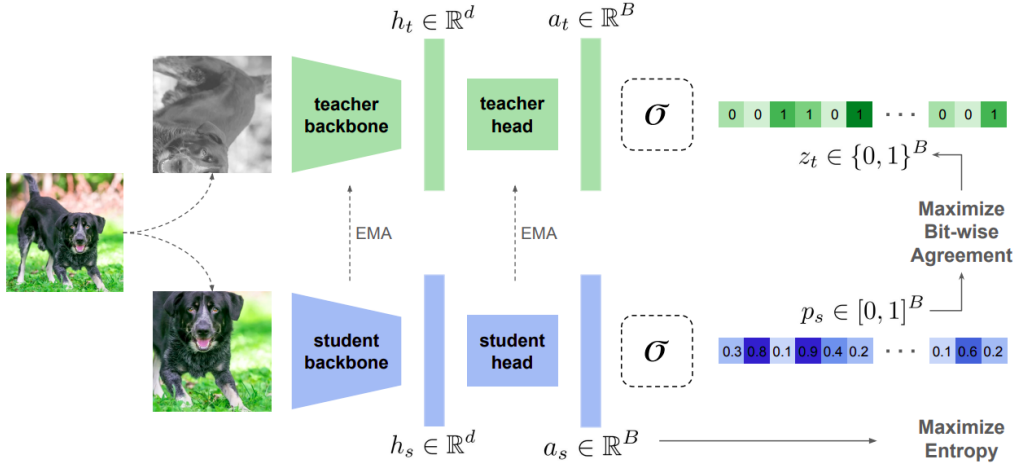 h_t ∈ ℝ^d
a_t ∈ ℝ^B
teacher
backbone
teacher
head
σ
0 0 1 1 0 1 · · · 0 0 1
z_t ∈ {0, 1}^B
EMA
EMA
Maximize
Bit-wise
Agreement
p_s ∈ [0, 1]^B
student
backbone
student
head
σ
0.3 0.8 0.1 0.9 0.4 0.2 · · · 0.1 0.6 0.2
h_s ∈ ℝ^d
a_s ∈ ℝ^B
Maximize
Entropy